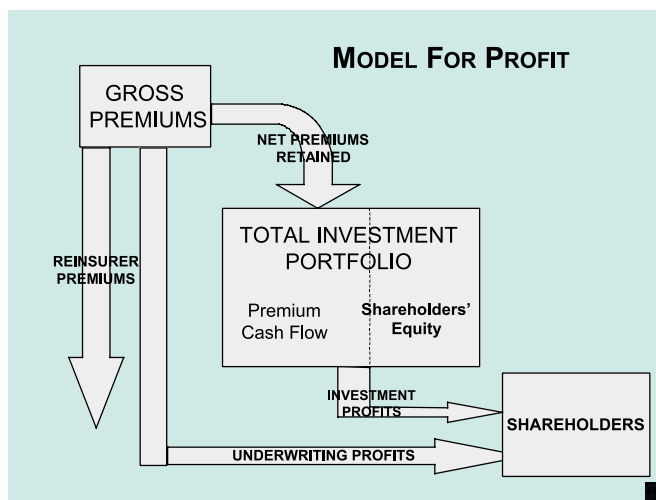 MODEL FOR PROFIT
GROSS
PREMIUMS
NET PREMIUMS
RETAINED
REINSURER
PREMIUMS
TOTAL INVESTMENT
PORTFOLIO
Premium
Cash Flow
Shareholders'
Equity
INVESTMENT
PROFITS
SHAREHOLDERS
UNDERWRITING PROFITS